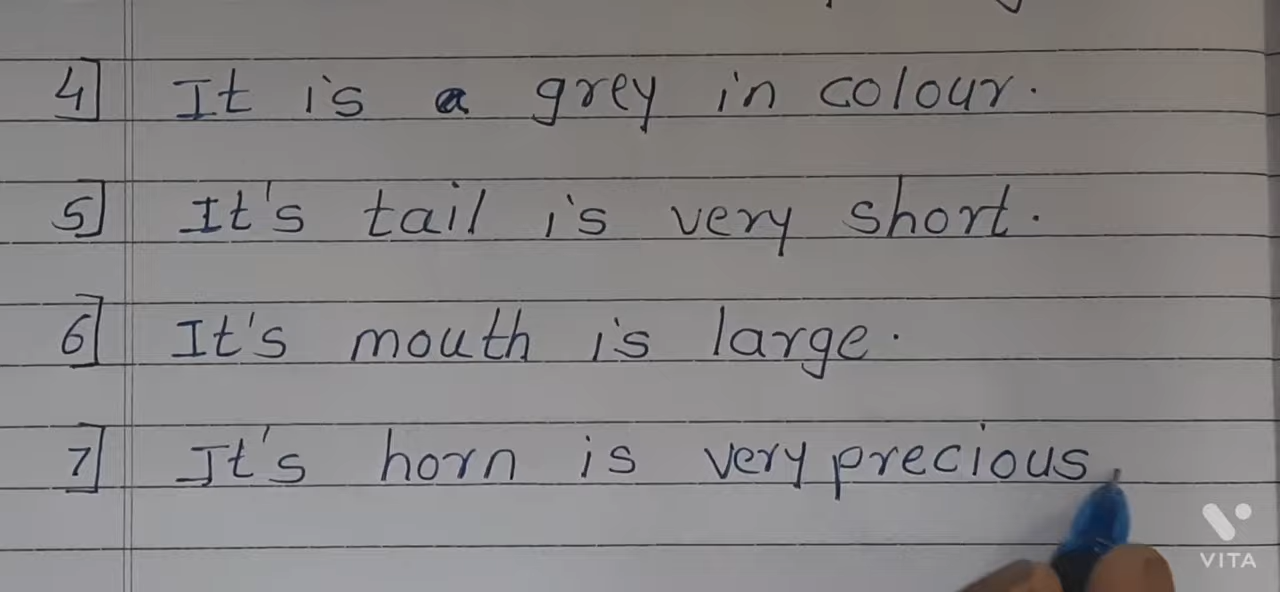 4] It is a grey in colour.
5] It's tail is very short.
6] It's mouth is large.
7] It's horn is very precious.
VITA